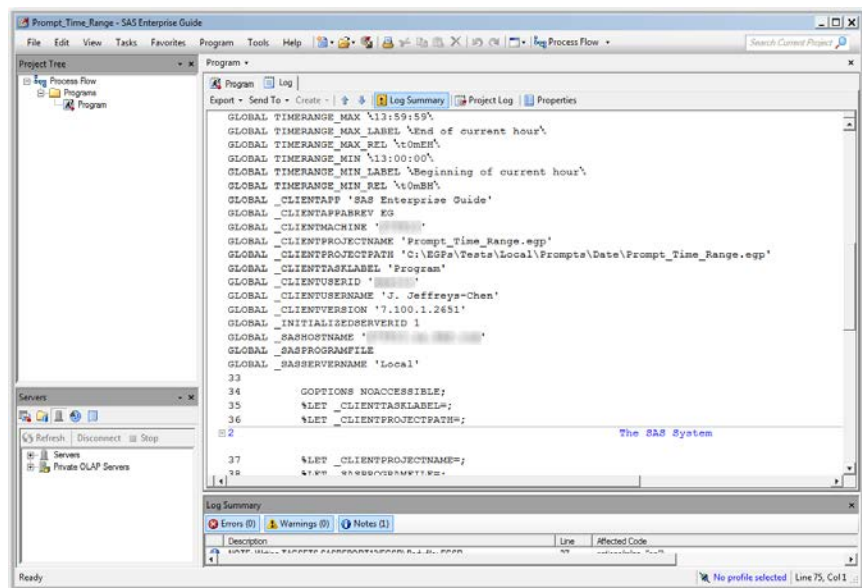 Prompt_Time_Range - SAS Enterprise Guide
File Edit View Tasks Favorites Program Tools Help Process Flow Search Current Project
Project Tree
Process Flow
Programs
Program
Program
Program Log
Export Send To Create Log Summary Project Log Properties
GLOBAL TIMERANGE_MAX \13:59:59\
GLOBAL TIMERANGE_MAX_LABEL \End of current hour\
GLOBAL TIMERANGE_MAX_REL \t0mEH\
GLOBAL TIMERANGE_MIN \13:00:00\
GLOBAL TIMERANGE_MIN_LABEL \Beginning of current hour\
GLOBAL TIMERANGE_MIN_REL \t0mBH\
GLOBAL _CLIENTAPP 'SAS Enterprise Guide'
GLOBAL _CLIENTAPPABREV EG
GLOBAL _CLIENTMACHINE ' '
GLOBAL _CLIENTPROJECTNAME 'Prompt_Time_Range.egp'
GLOBAL _CLIENTPROJECTPATH 'C:\EGPs\Tests\Local\Prompts\Date\Prompt_Time_Range.egp'
GLOBAL _CLIENTTASKLABEL 'Program'
GLOBAL _CLIENTUSERID ' '
GLOBAL _CLIENTUSERNAME 'J. Jeffreys-Chen'
GLOBAL _CLIENTVERSION '7.100.1.2651'
GLOBAL _INITIALIZEDSERVERID 1
GLOBAL _SASHOSTNAME ' '
GLOBAL _SASPROGRAMFILE
GLOBAL _SASSERVERNAME 'Local'
33
34 GOPTIONS NOACCESSIBLE;
35 %LET _CLIENTTASKLABEL=;
36 %LET _CLIENTPROJECTPATH=;
2 The SAS System
37 %LET _CLIENTPROJECTNAME=;
38 %LET _SASPROGRAMFILE=;
Servers
Refresh Disconnect Stop
Servers
Private OLAP Servers
Log Summary
Errors (0) Warnings (0) Notes (1)
Description Line Affected Code
Ready No profile selected Line 75, Col 1